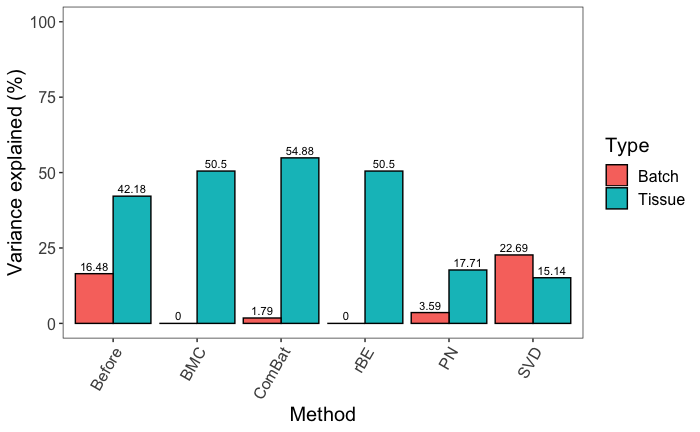 Variance explained (%)
100
75
50
25
0
16.48
42.18
0
50.5
1.79
54.88
0
50.5
3.59
17.71
22.69
15.14
Before
BMC
ComBat
rBE
PN
SVD
Method
Type
Batch
Tissue